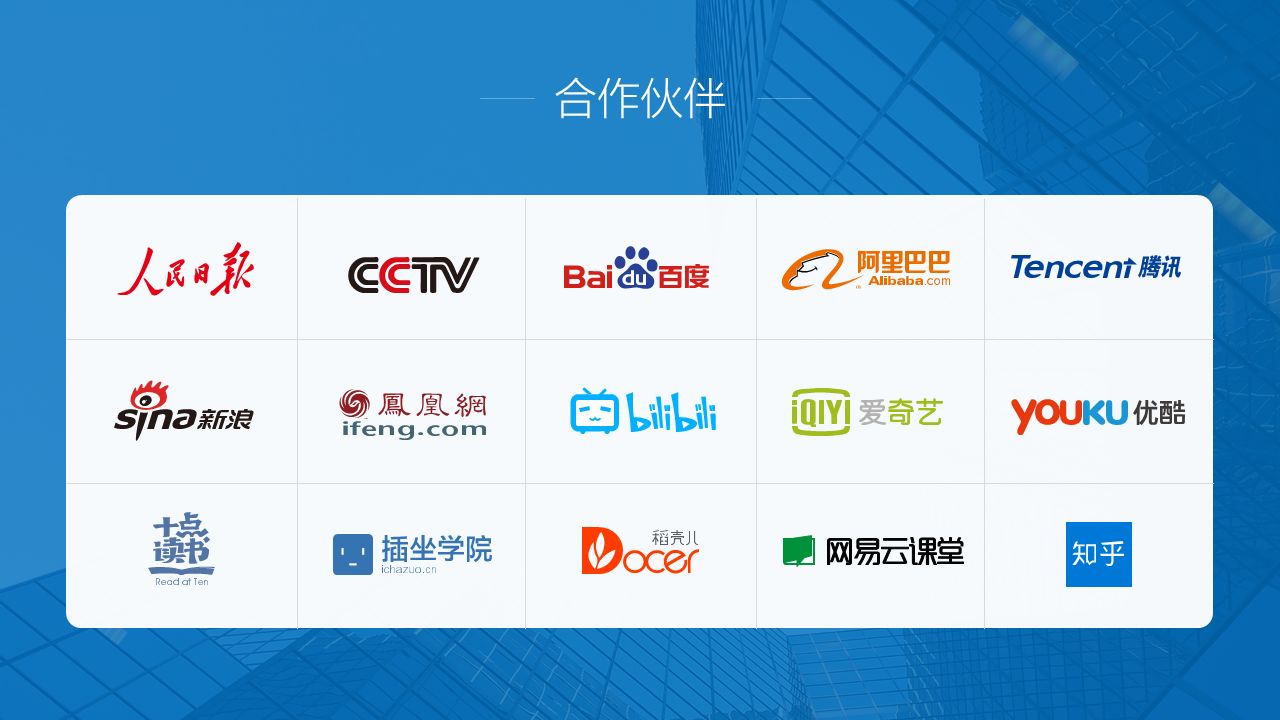 合作伙伴
人民日报
CCTV
Bai du 百度
阿里巴巴
Alibaba.com
Tencent 腾讯
sina 新浪
鳳凰網
ifeng.com
bilibili
iQIYI 爱奇艺
YOUKU 优酷
十点
读书
Read at Ten
插坐学院
ichazuo.cn
稻壳儿
Docer
网易云课堂
知乎